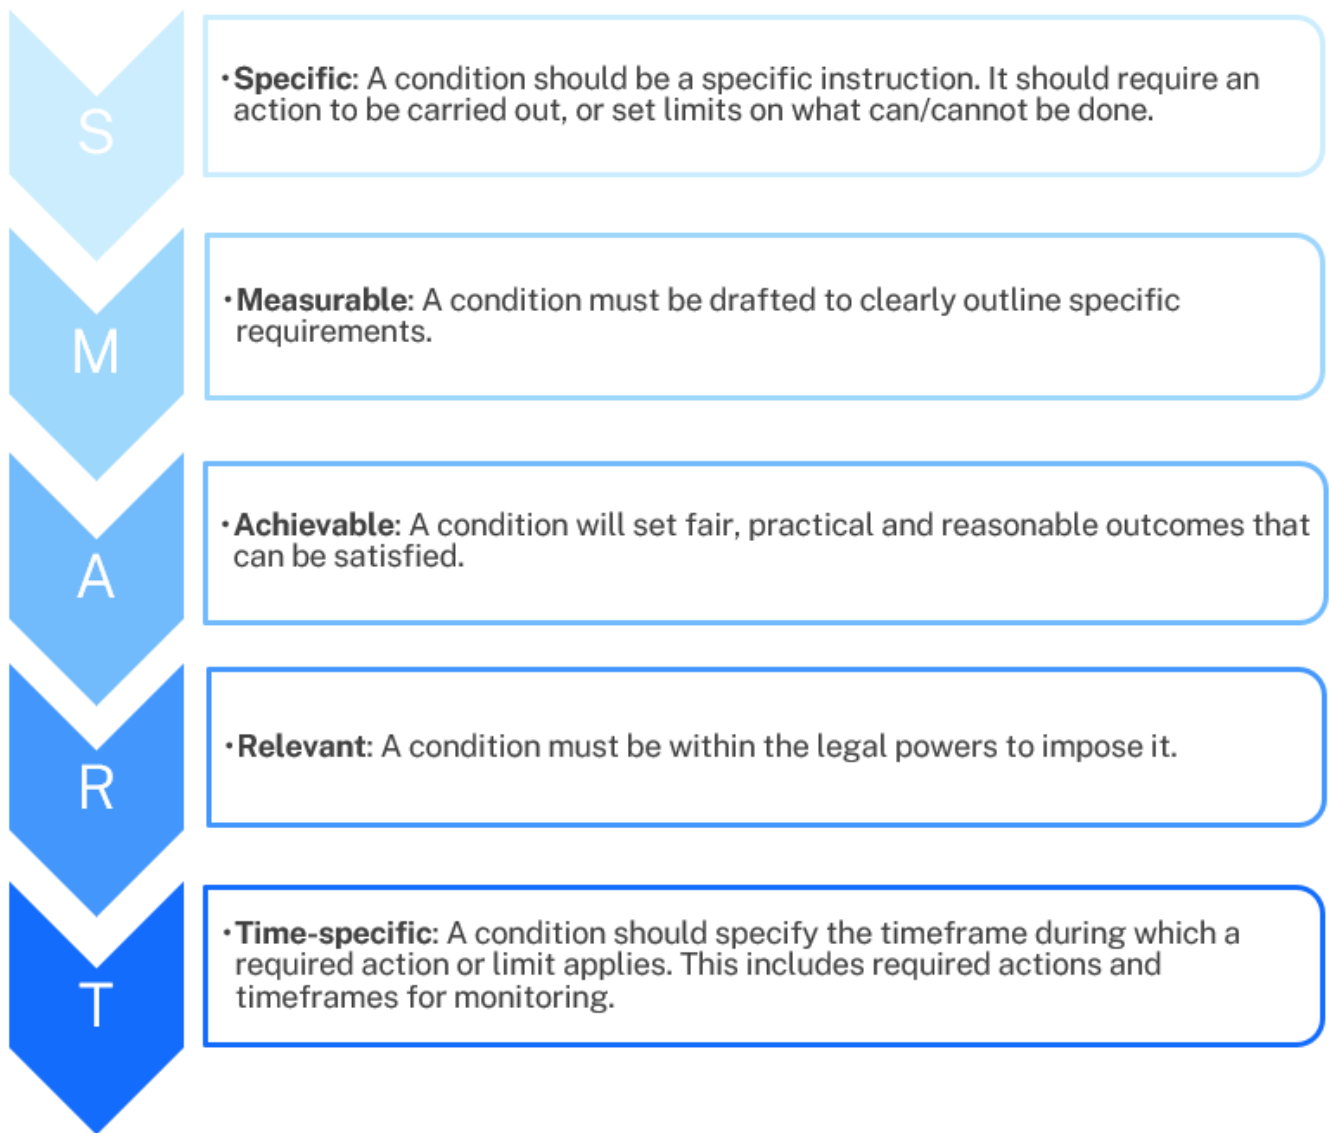 S
• Specific: A condition should be a specific instruction. It should require an
action to be carried out, or set limits on what can/cannot be done.
M
• Measurable: A condition must be drafted to clearly outline specific
requirements.
A
• Achievable: A condition will set fair, practical and reasonable outcomes that
can be satisfied.
R
• Relevant: A condition must be within the legal powers to impose it.
T
• Time-specific: A condition should specify the timeframe during which a
required action or limit applies. This includes required actions and
timeframes for monitoring.